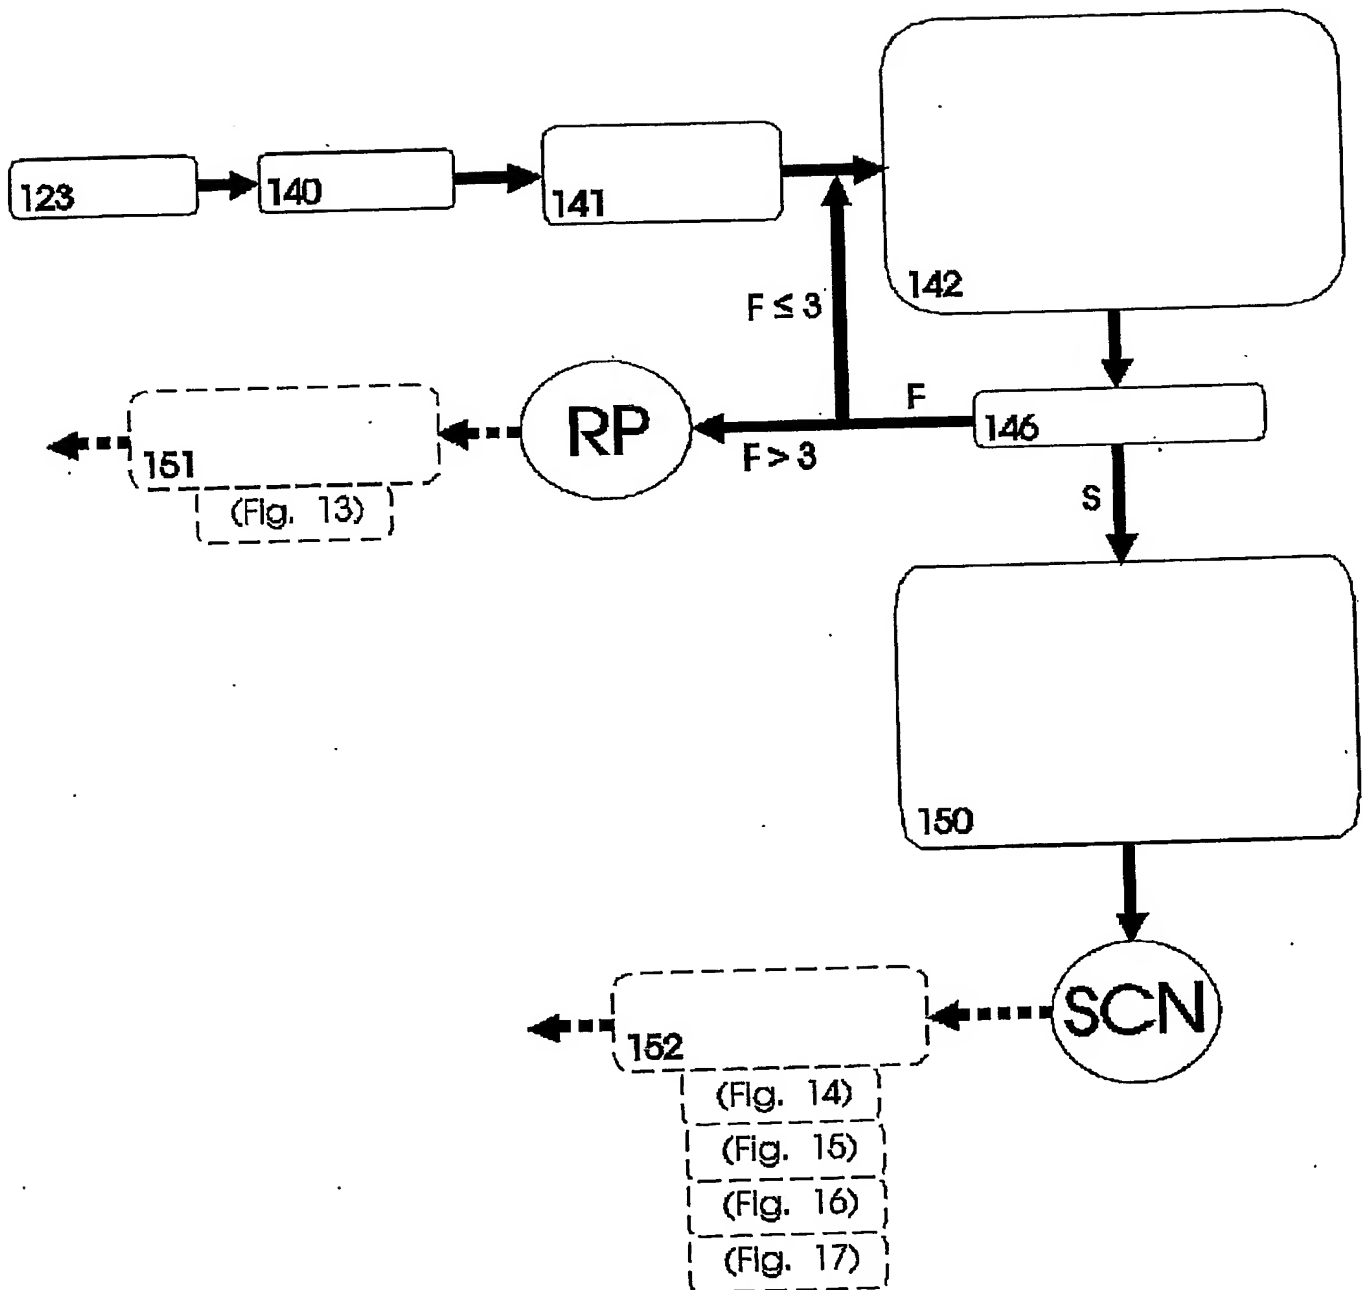 123
140
141
142
F ≤ 3
F
146
RP
F > 3
151
(Fig. 13)
S
150
SCN
152
(Fig. 14)
(Fig. 15)
(Fig. 16)
(Fig. 17)